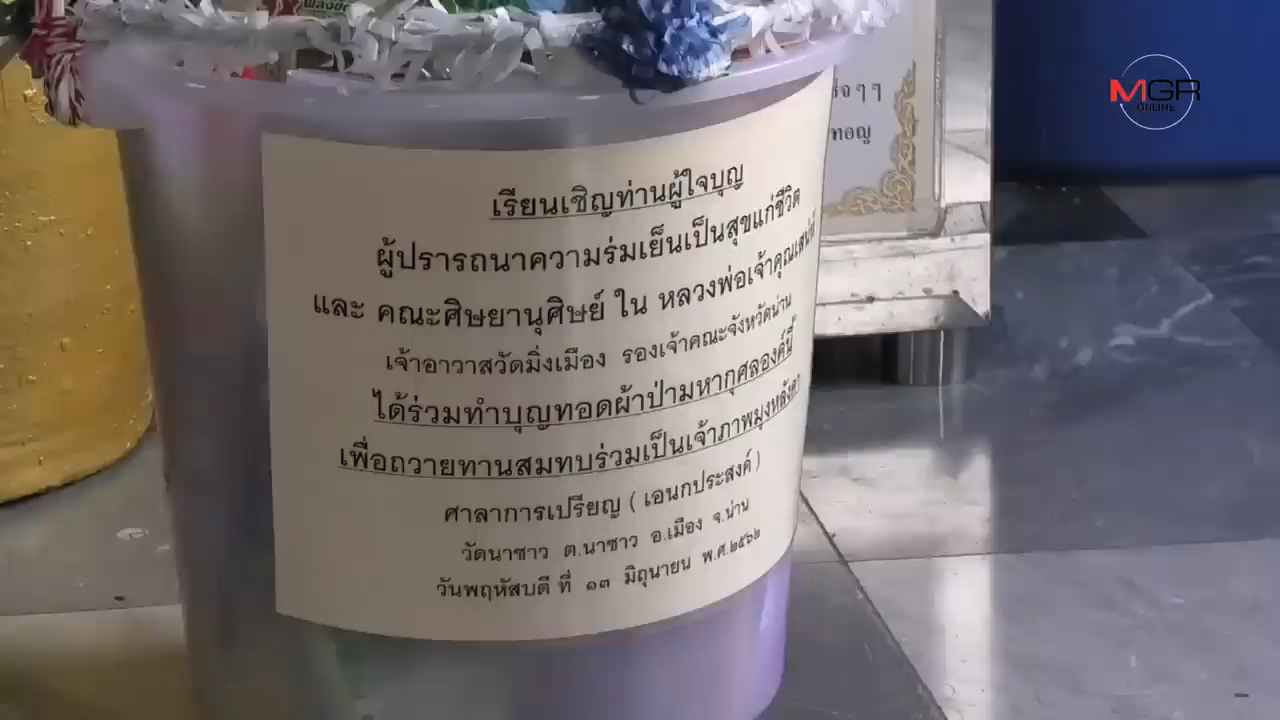 เรียนเชิญท่านผู้ใจบุญ
ผู้ปรารถนาความร่มเย็นเป็นสุขแก่ชีวิต
และ คณะศิษยานุศิษย์ ใน หลวงพ่อเจ้าคุณเสน่ห์
เจ้าอาวาสวัดมิ่งเมือง รองเจ้าคณะจังหวัดน่าน
ได้ร่วมทำบุญทอดผ้าป่ามหากุศลองค์นี้
เพื่อถวายทานสมทบร่วมเป็นเจ้าภาพมุงหลังคา
ศาลาการเปรียญ ( เอนกประสงค์ )
วัดนาซาว ต.นาซาว อ.เมือง จ.น่าน
วันพฤหัสบดี ที่ ๑๓ มิถุนายน พ.ศ.๒๕๖๒
MGR
ONLINE